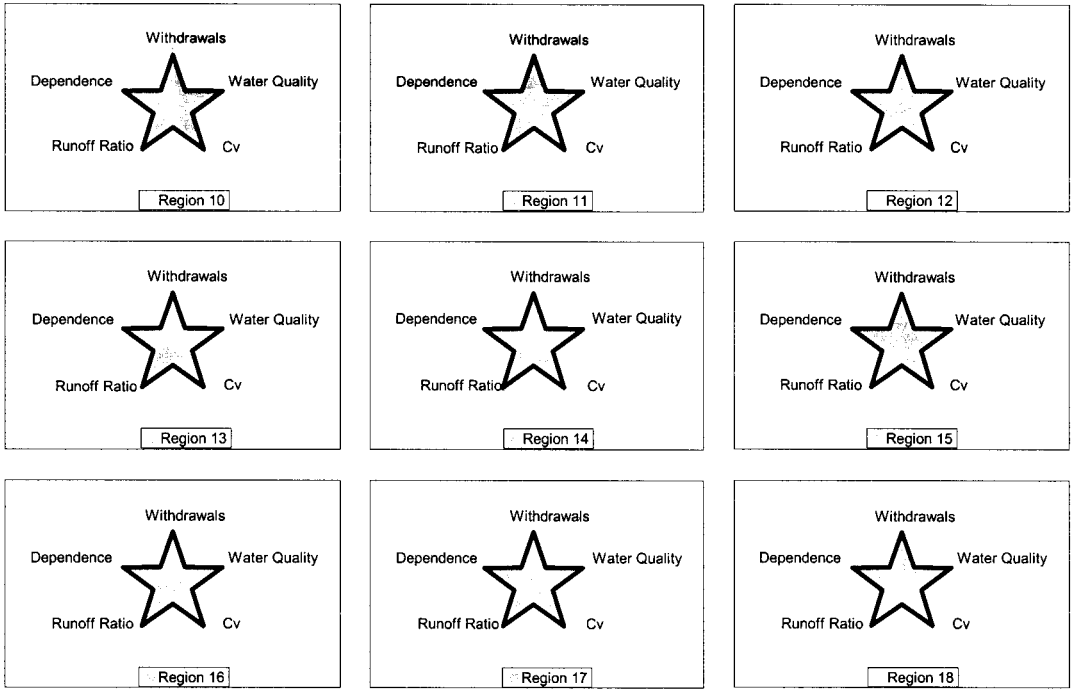 Withdrawals
Dependence
Water Quality
Runoff Ratio
Cv
Region 10
Withdrawals
Dependence
Water Quality
Runoff Ratio
Cv
Region 11
Withdrawals
Dependence
Water Quality
Runoff Ratio
Cv
Region 12
Withdrawals
Dependence
Water Quality
Runoff Ratio
Cv
Region 13
Withdrawals
Dependence
Water Quality
Runoff Ratio
Cv
Region 14
Withdrawals
Dependence
Water Quality
Runoff Ratio
Cv
Region 15
Withdrawals
Dependence
Water Quality
Runoff Ratio
Cv
Region 16
Withdrawals
Dependence
Water Quality
Runoff Ratio
Cv
Region 17
Withdrawals
Dependence
Water Quality
Runoff Ratio
Cv
Region 18